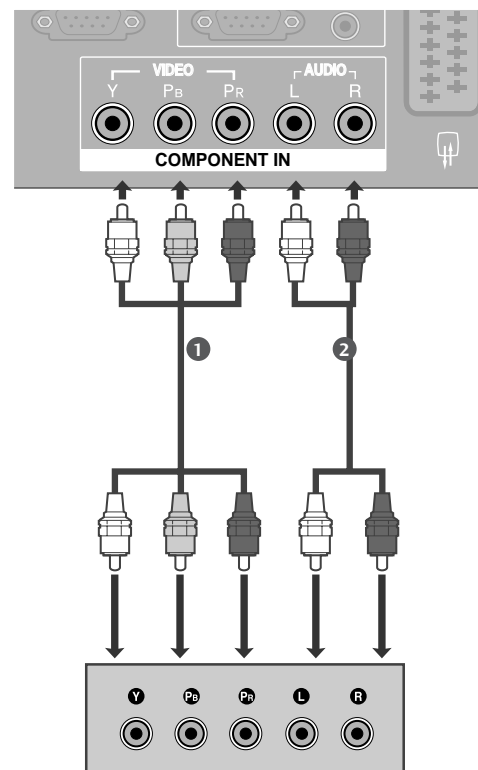 VIDEO AUDIO
Y PB PR L R
COMPONENT IN
1 2
Y PB PR L R